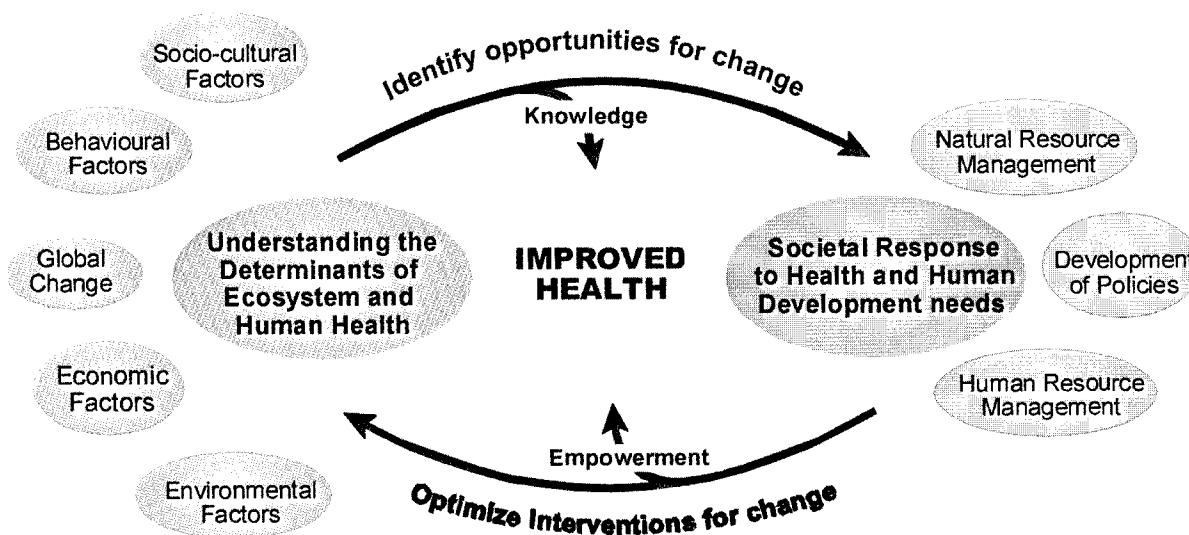 Socio-cultural
Factors
Behavioural
Factors
Global
Change
Economic
Factors
Environmental
Factors
Understanding the
Determinants of
Ecosystem and
Human Health
Identify opportunities for change
Knowledge
IMPROVED
HEALTH
Empowerment
Optimize Interventions for change
Societal Response
to Health and Human
Development needs
Natural Resource
Management
Development
of Policies
Human Resource
Management